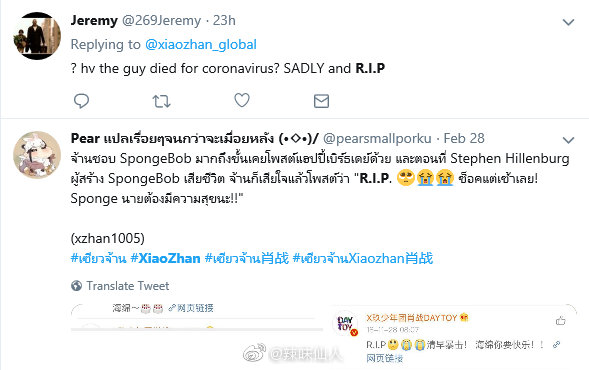 Jeremy @269Jeremy · 23h
Replying to @xiaozhan_global
? hv the guy died for coronavirus? SADLY and R.I.P
Pear แปลเรื่อยๆจนกว่าจะเมื่อยหลัง (•◇•)/ @pearsmallporku · Feb 28
จ้านชอบ SpongeBob มากถึงขั้นเคยโพสต์แฮปปี้เบิร์ธเดย์ด้วย และตอนที่ Stephen Hillenburg
ผู้สร้าง SpongeBob เสียชีวิต จ้านก็เสียใจแล้วโพสต์ว่า "R.I.P. 🙄😭😭 ช็อคแต่เช้าเลย!
Sponge นายต้องมีความสุขนะ!!"
(xzhan1005)
#เซียวจ้าน #XiaoZhan #เซียวจ้าน肖战 #เซียวจ้านXiaozhan肖战
Translate Tweet
海绵～🎂🎂 网页链接
DAY TOY
X玖少年团肖战DAYTOY
18-11-28 08:07
R.I.P🙄😭😭清早暴击！ 海绵你要快乐！！
网页链接
@辣味仙人